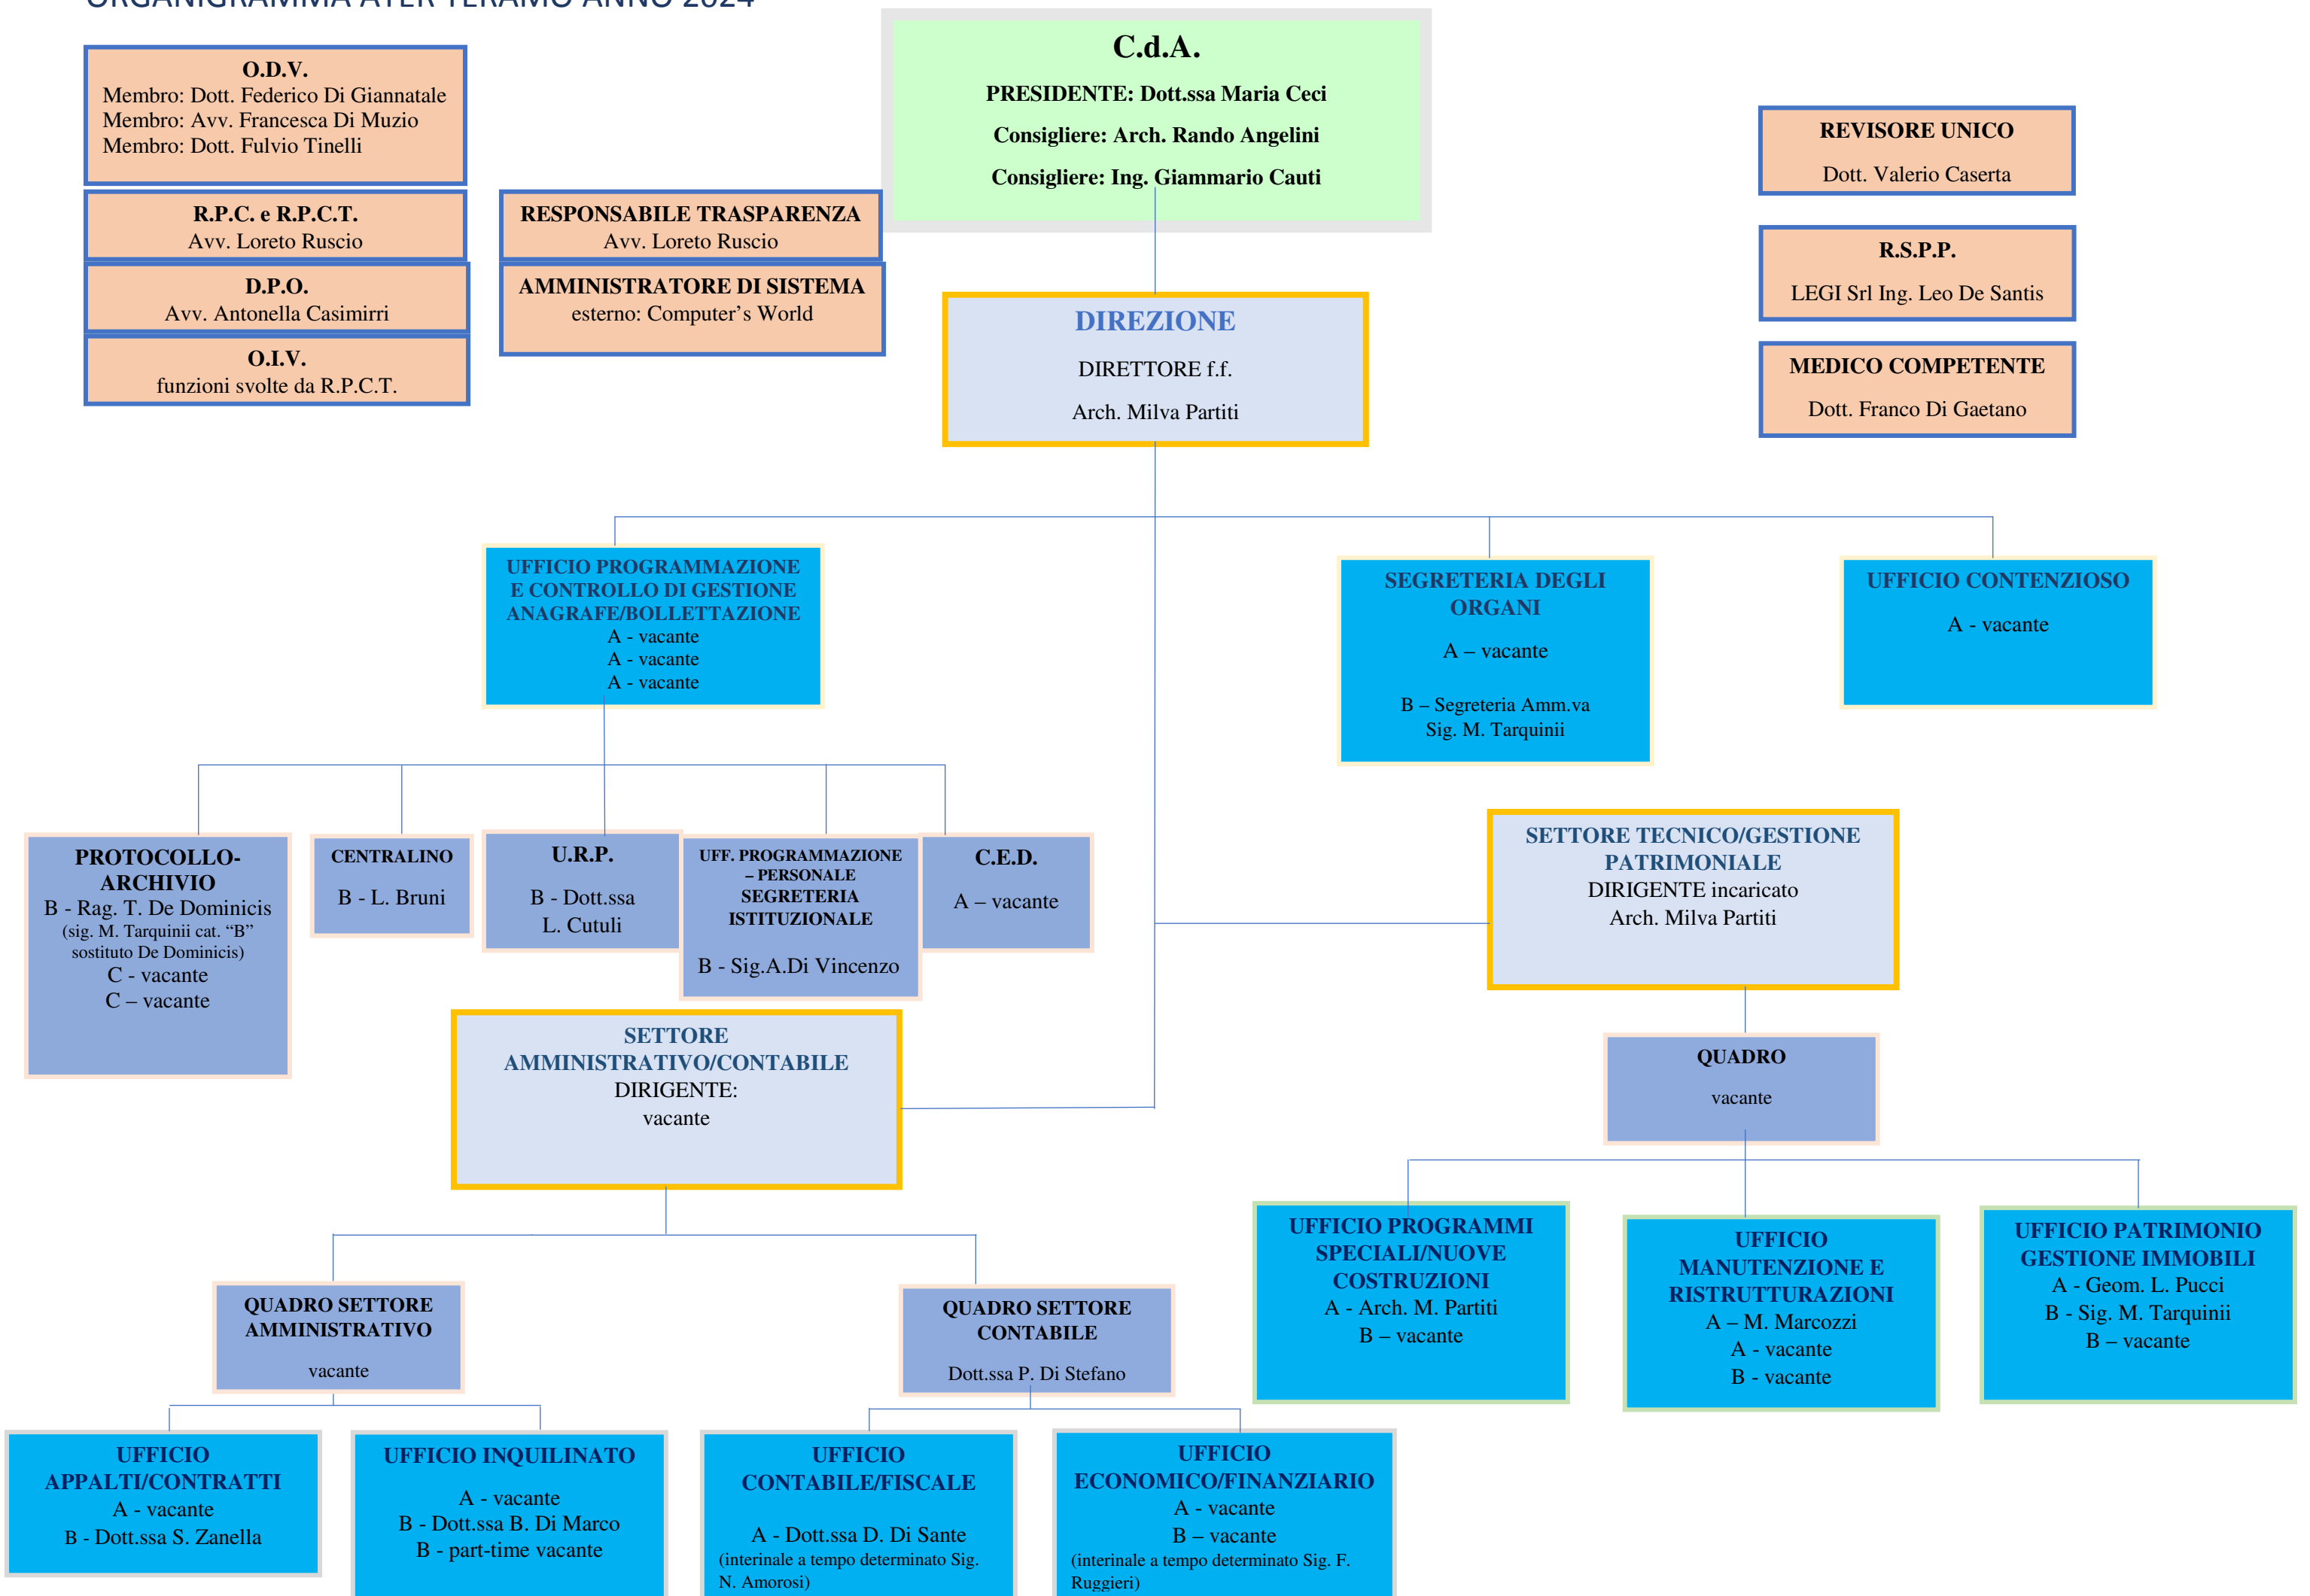 ORGANIGRAMMA ATER TERAMO ANNO 2024
O.D.V.
Membro: Dott. Federico Di Giannatale
Membro: Avv. Francesca Di Muzio
Membro: Dott. Fulvio Tinelli
R.P.C. e R.P.C.T.
Avv. Loreto Ruscio
D.P.O.
Avv. Antonella Casimirri
O.I.V.
funzioni svolte da R.P.C.T.
RESPONSABILE TRASPARENZA
Avv. Loreto Ruscio
AMMINISTRATORE DI SISTEMA
esterno: Computer’s World
C.d.A.
PRESIDENTE: Dott.ssa Maria Ceci
Consigliere: Arch. Rando Angelini
Consigliere: Ing. Giammario Cauti
REVISORE UNICO
Dott. Valerio Caserta
R.S.P.P.
LEGI Srl Ing. Leo De Santis
MEDICO COMPETENTE
Dott. Franco Di Gaetano
DIREZIONE
DIRETTORE f.f.
Arch. Milva Partiti
UFFICIO PROGRAMMAZIONE
E CONTROLLO DI GESTIONE
ANAGRAFE/BOLLETTAZIONE
A - vacante
A - vacante
A - vacante
SEGRETERIA DEGLI
ORGANI
A – vacante
B – Segreteria Amm.va
Sig. M. Tarquinii
UFFICIO CONTENZIOSO
A - vacante
PROTOCOLLO-
ARCHIVIO
B - Rag. T. De Dominicis
(sig. M. Tarquinii cat. “B”
sostituto De Dominicis)
C - vacante
C – vacante
CENTRALINO
B - L. Bruni
U.R.P.
B - Dott.ssa
L. Cutuli
UFF. PROGRAMMAZIONE
– PERSONALE
SEGRETERIA
ISTITUZIONALE
B - Sig.A.Di Vincenzo
C.E.D.
A – vacante
SETTORE TECNICO/GESTIONE
PATRIMONIALE
DIRIGENTE incaricato
Arch. Milva Partiti
SETTORE
AMMINISTRATIVO/CONTABILE
DIRIGENTE:
vacante
QUADRO
vacante
UFFICIO PROGRAMMI
SPECIALI/NUOVE
COSTRUZIONI
A - Arch. M. Partiti
B – vacante
UFFICIO
MANUTENZIONE E
RISTRUTTURAZIONI
A – M. Marcozzi
A - vacante
B - vacante
UFFICIO PATRIMONIO
GESTIONE IMMOBILI
A - Geom. L. Pucci
B - Sig. M. Tarquinii
B – vacante
QUADRO SETTORE
AMMINISTRATIVO
vacante
QUADRO SETTORE
CONTABILE
Dott.ssa P. Di Stefano
UFFICIO
APPALTI/CONTRATTI
A - vacante
B - Dott.ssa S. Zanella
UFFICIO INQUILINATO
A - vacante
B - Dott.ssa B. Di Marco
B - part-time vacante
UFFICIO
CONTABILE/FISCALE
A - Dott.ssa D. Di Sante
(interinale a tempo determinato Sig.
N. Amorosi)
UFFICIO
ECONOMICO/FINANZIARIO
A - vacante
B – vacante
(interinale a tempo determinato Sig. F.
Ruggieri)